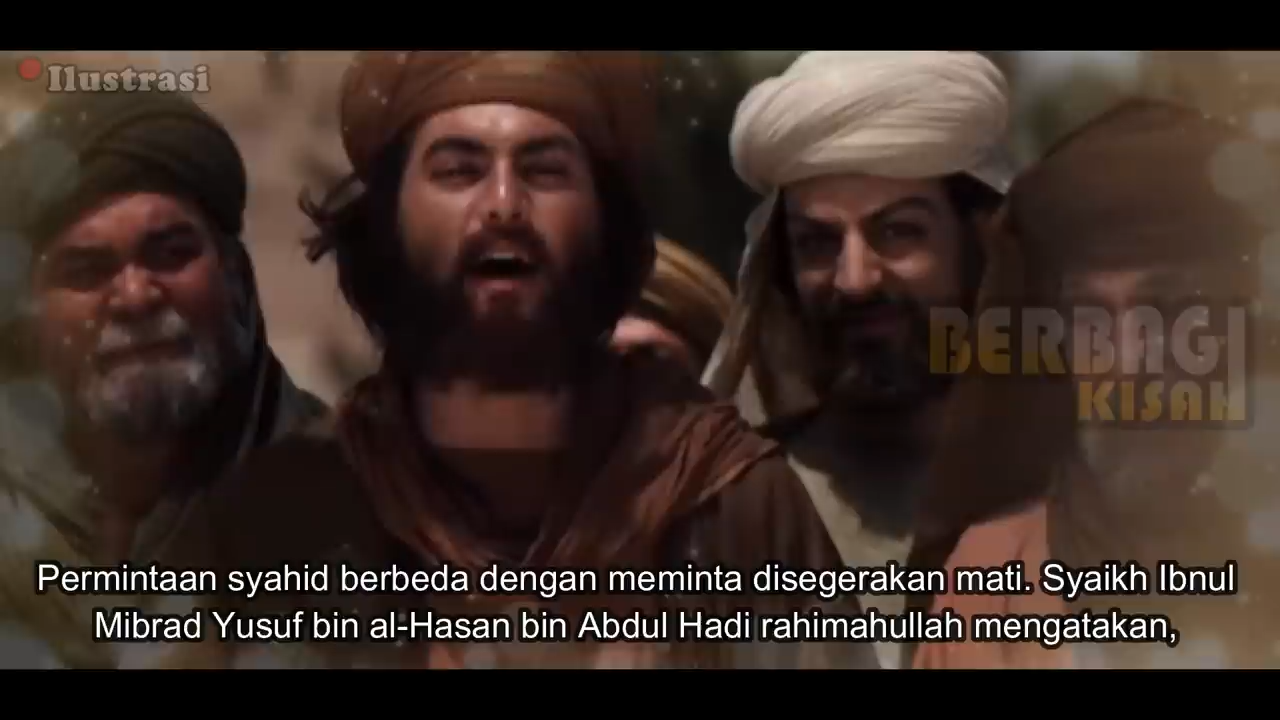 Ilustrasi
BERBAGI
KISAH
Permintaan syahid berbeda dengan meminta disegerakan mati. Syaikh Ibnul
Mibrad Yusuf bin al-Hasan bin Abdul Hadi rahimahullah mengatakan,